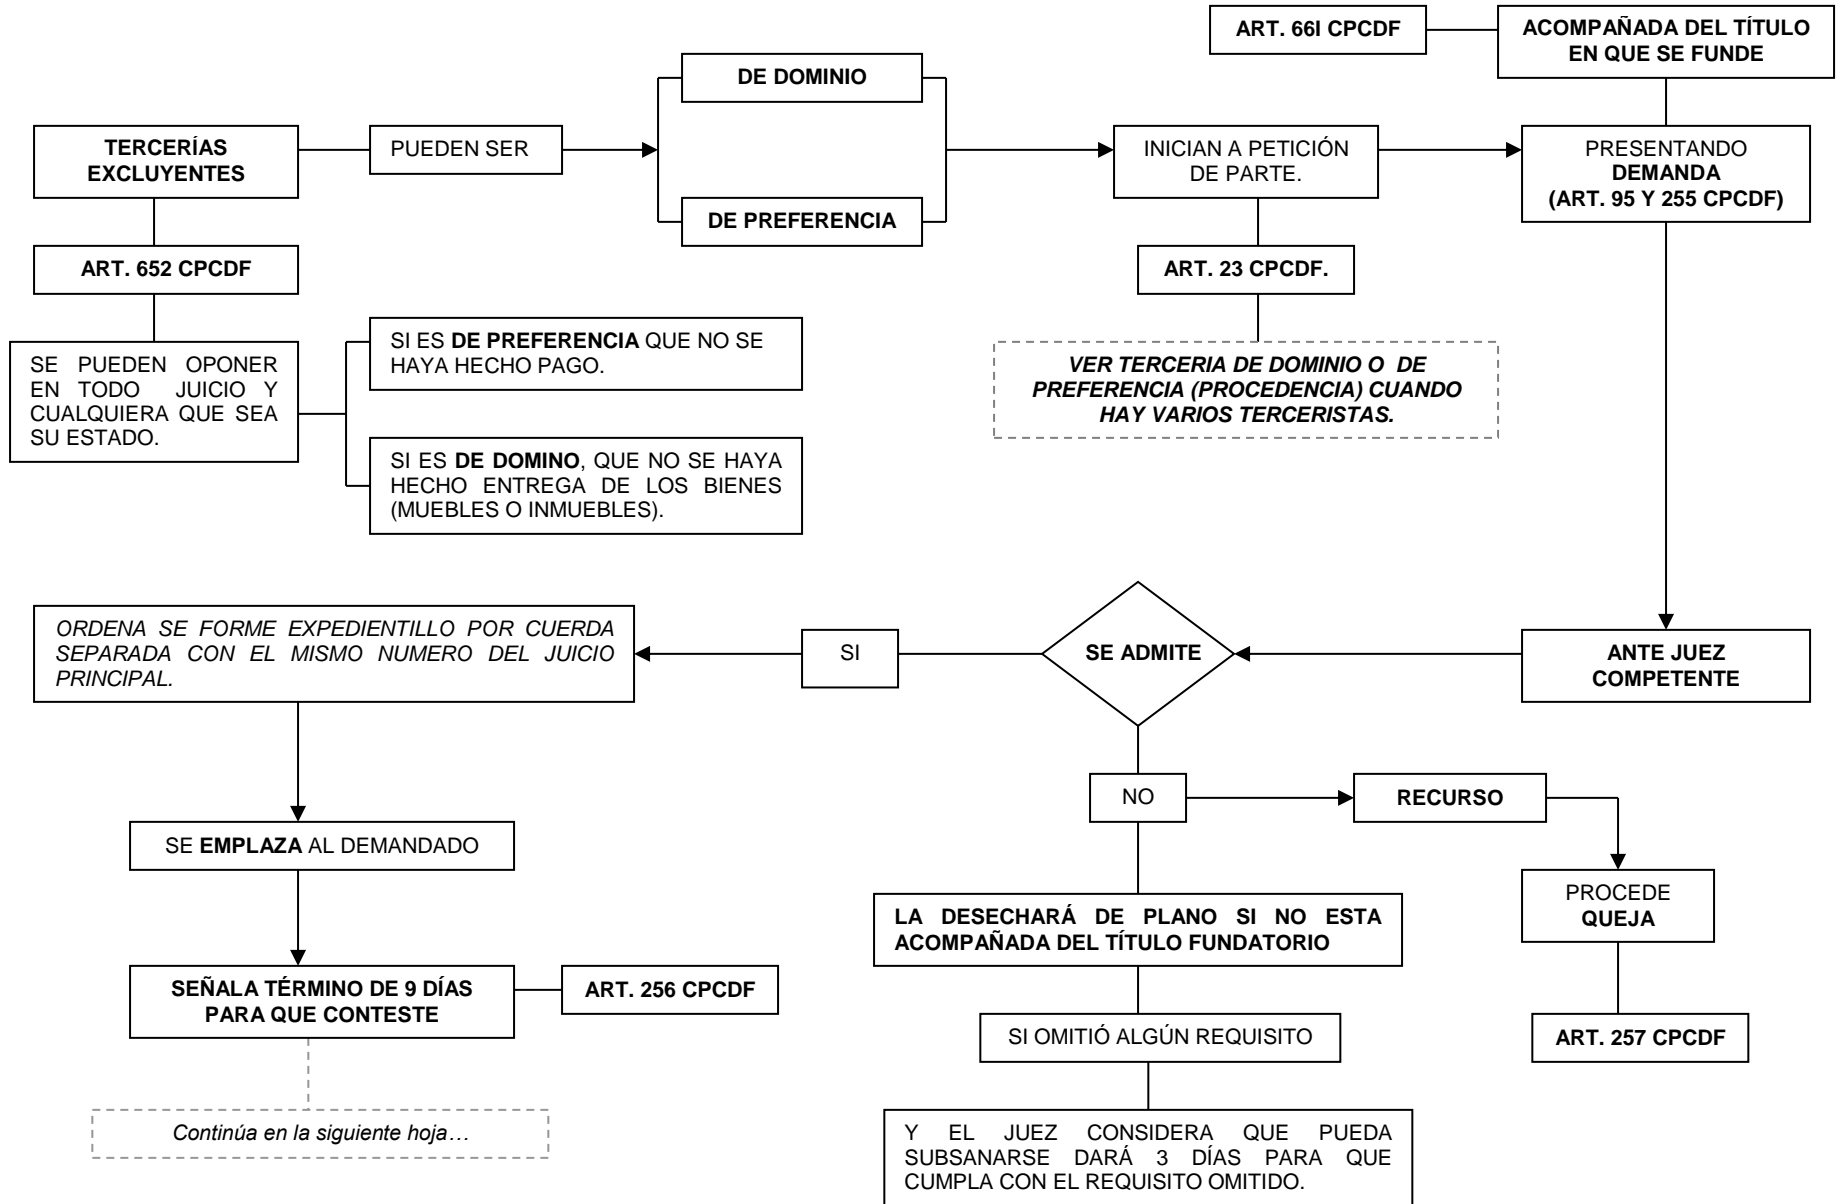 ART. 66I CPCDF
ACOMPAÑADA DEL TÍTULO
EN QUE SE FUNDE
DE DOMINIO
TERCERÍAS
EXCLUYENTES
PUEDEN SER
INICIAN A PETICIÓN
DE PARTE.
PRESENTANDO
DEMANDA
(ART. 95 Y 255 CPCDF)
DE PREFERENCIA
ART. 652 CPCDF
ART. 23 CPCDF.
SE PUEDEN OPONER
EN TODO JUICIO Y
CUALQUIERA QUE SEA
SU ESTADO.
SI ES DE PREFERENCIA QUE NO SE
HAYA HECHO PAGO.
VER TERCERIA DE DOMINIO O DE
PREFERENCIA (PROCEDENCIA) CUANDO
HAY VARIOS TERCERISTAS.
SI ES DE DOMINO, QUE NO SE HAYA
HECHO ENTREGA DE LOS BIENES
(MUEBLES O INMUEBLES).
ORDENA SE FORME EXPEDIENTILLO POR CUERDA
SEPARADA CON EL MISMO NUMERO DEL JUICIO
PRINCIPAL.
SI
SE ADMITE
ANTE JUEZ
COMPETENTE
NO
RECURSO
SE EMPLAZA AL DEMANDADO
PROCEDE
QUEJA
LA DESECHARÁ DE PLANO SI NO ESTA
ACOMPAÑADA DEL TÍTULO FUNDATORIO
SEÑALA TÉRMINO DE 9 DÍAS
PARA QUE CONTESTE
ART. 256 CPCDF
SI OMITIÓ ALGÚN REQUISITO
ART. 257 CPCDF
Continúa en la siguiente hoja…
Y EL JUEZ CONSIDERA QUE PUEDA
SUBSANARSE DARÁ 3 DÍAS PARA QUE
CUMPLA CON EL REQUISITO OMITIDO.